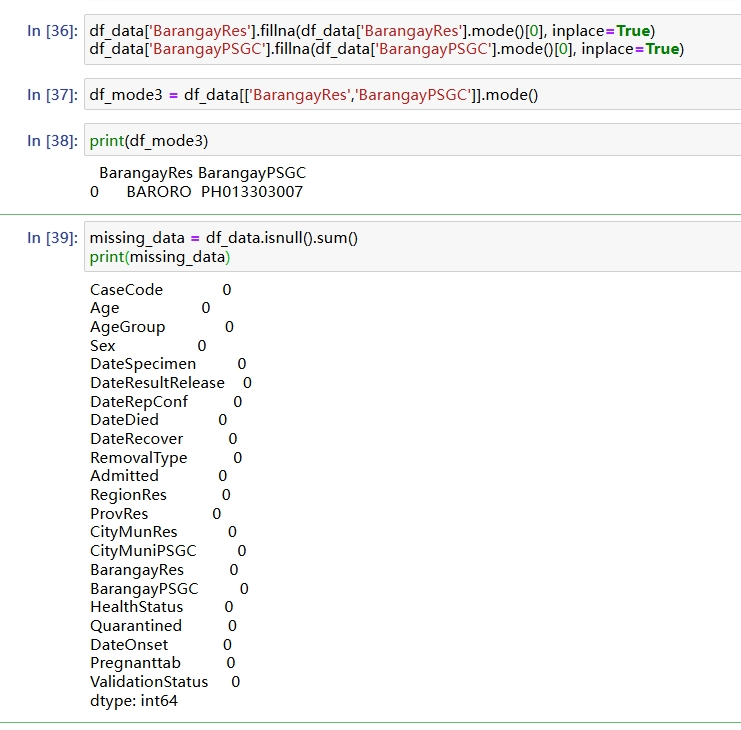 In [36]: df_data['BarangayRes'].fillna(df_data['BarangayRes'].mode()[0], inplace=True)
df_data['BarangayPSGC'].fillna(df_data['BarangayPSGC'].mode()[0], inplace=True)
In [37]: df_mode3 = df_data[['BarangayRes','BarangayPSGC']].mode()
In [38]: print(df_mode3)
BarangayRes BarangayPSGC
0 BARORO PH013303007
In [39]: missing_data = df_data.isnull().sum()
print(missing_data)
CaseCode 0
Age 0
AgeGroup 0
Sex 0
DateSpecimen 0
DateResultRelease 0
DateRepConf 0
DateDied 0
DateRecover 0
RemovalType 0
Admitted 0
RegionRes 0
ProvRes 0
CityMunRes 0
CityMuniPSGC 0
BarangayRes 0
BarangayPSGC 0
HealthStatus 0
Quarantined 0
DateOnset 0
Pregnanttab 0
ValidationStatus 0
dtype: int64